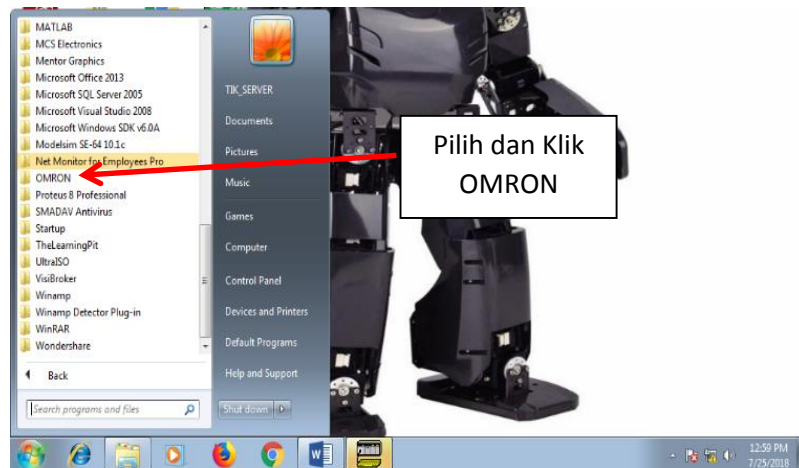 MATLAB
MCS Electronics
Mentor Graphics
Microsoft Office 2013
Microsoft SQL Server 2005
Microsoft Visual Studio 2008
Microsoft Windows SDK v6.0A
Modelsim SE-64 10.1c
Net Monitor for Employees Pro
OMRON
Proteus 8 Professional
SMADAV Antivirus
Startup
TheLearningPit
UltraISO
VisiBroker
Winamp
Winamp Detector Plug-in
WinRAR
Wondershare
Back
Search programs and files
TIK_SERVER
Documents
Pictures
Music
Games
Computer
Control Panel
Devices and Printers
Default Programs
Help and Support
Shut down
Pilih dan Klik
OMRON
12:59 PM
7/25/2018